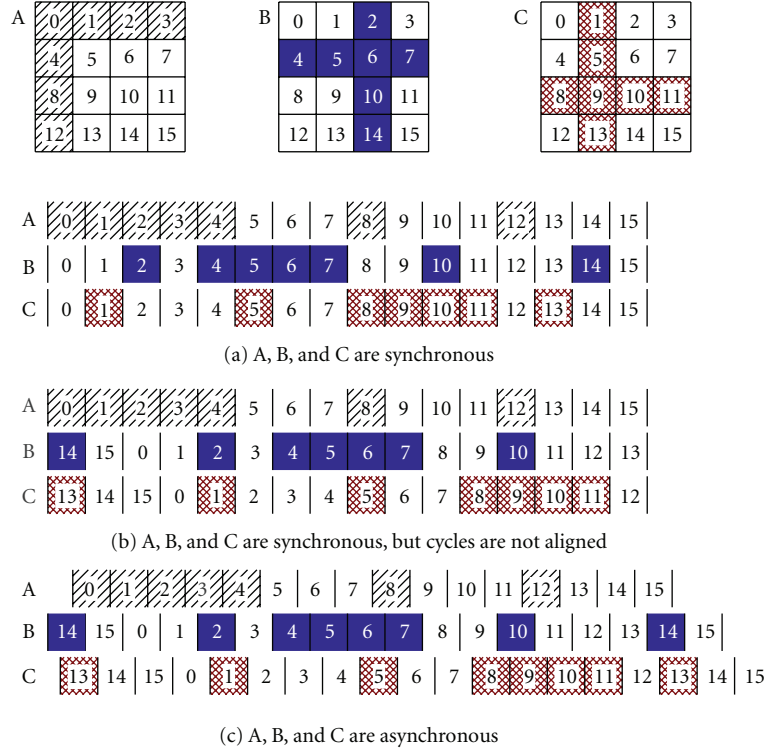 A B C
0 1 2 3 0 1 2 3 0 1 2 3
4 5 6 7 4 5 6 7 4 5 6 7
8 9 10 11 8 9 10 11 8 9 10 11
12 13 14 15 12 13 14 15 12 13 14 15
A 0 1 2 3 4 5 6 7 8 9 10 11 12 13 14 15
B 0 1 2 3 4 5 6 7 8 9 10 11 12 13 14 15
C 0 1 2 3 4 5 6 7 8 9 10 11 12 13 14 15
(a) A, B, and C are synchronous
A 0 1 2 3 4 5 6 7 8 9 10 11 12 13 14 15
B 14 15 0 1 2 3 4 5 6 7 8 9 10 11 12 13
C 13 14 15 0 1 2 3 4 5 6 7 8 9 10 11 12
(b) A, B, and C are synchronous, but cycles are not aligned
A 0 1 2 3 4 5 6 7 8 9 10 11 12 13 14 15
B 14 15 0 1 2 3 4 5 6 7 8 9 10 11 12 13 14 15
C 13 14 15 0 1 2 3 4 5 6 7 8 9 10 11 12 13 14 15
(c) A, B, and C are asynchronous